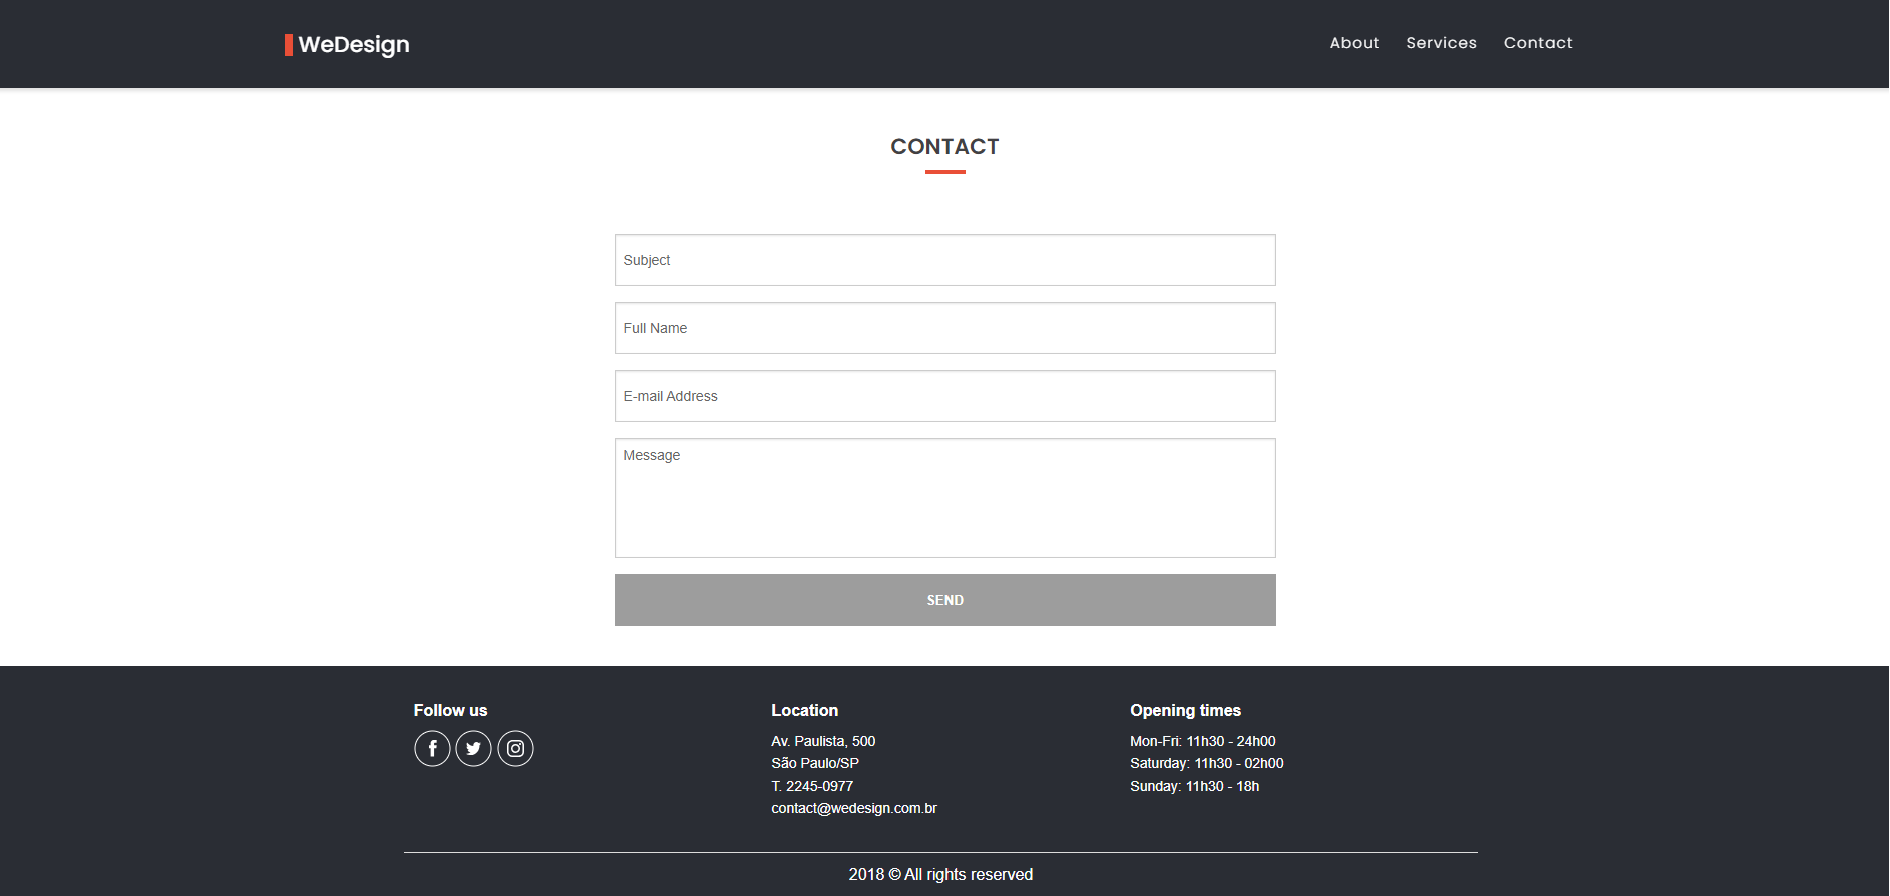 WeDesign
About Services Contact
CONTACT
Subject
Full Name
E-mail Address
Message
SEND
Follow us
Location
Av. Paulista, 500
São Paulo/SP
T. 2245-0977
contact@wedesign.com.br
Opening times
Mon-Fri: 11h30 - 24h00
Saturday: 11h30 - 02h00
Sunday: 11h30 - 18h
2018 © All rights reserved